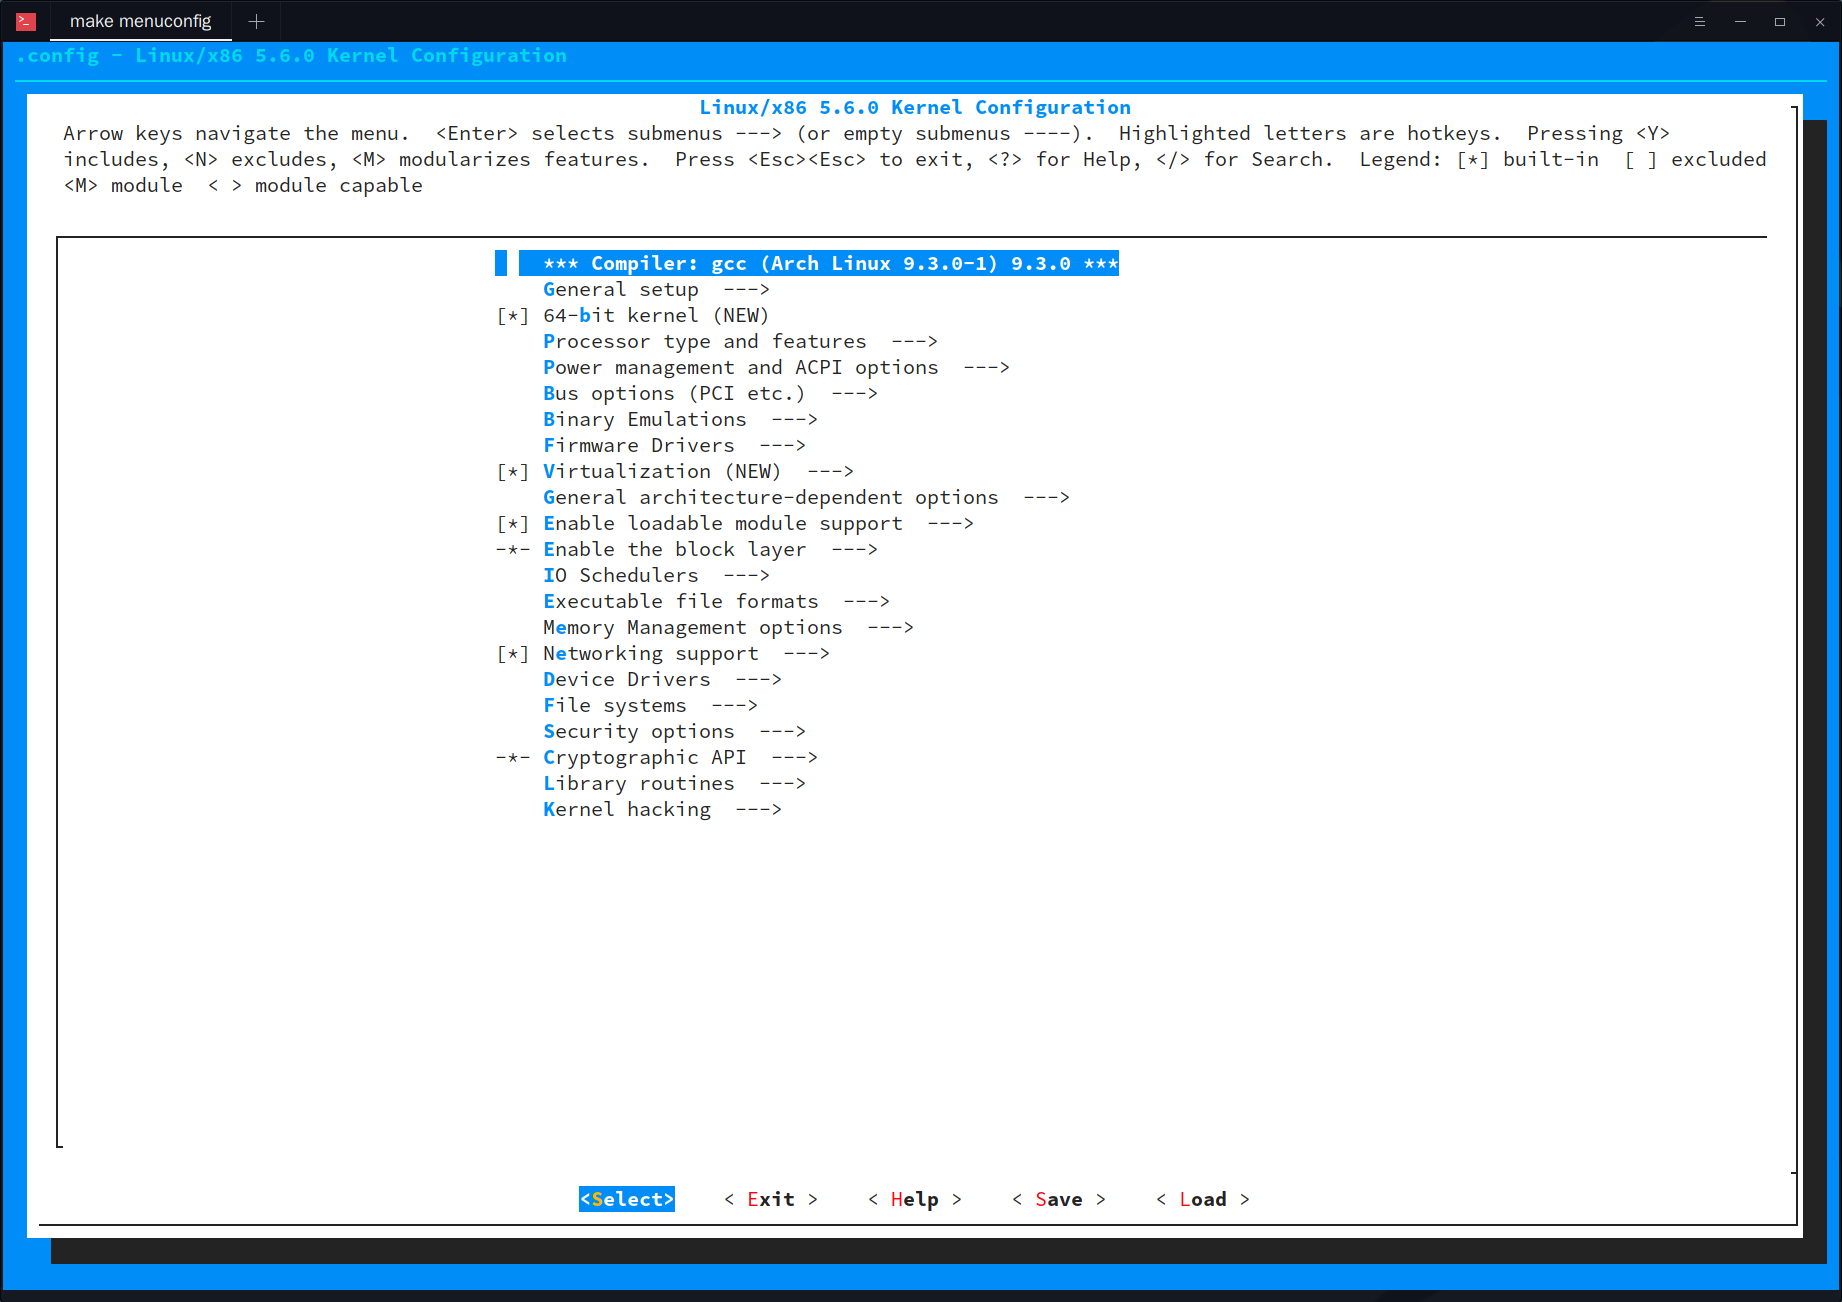 make menuconfig
.config - Linux/x86 5.6.0 Kernel Configuration
Linux/x86 5.6.0 Kernel Configuration
Arrow keys navigate the menu.  <Enter> selects submenus ---> (or empty submenus ----).  Highlighted letters are hotkeys.  Pressing <Y>
includes, <N> excludes, <M> modularizes features.  Press <Esc><Esc> to exit, <?> for Help, </> for Search.  Legend: [*] built-in  [ ] excluded
<M> module  < > module capable
*** Compiler: gcc (Arch Linux 9.3.0-1) 9.3.0 ***
General setup  --->
[*] 64-bit kernel (NEW)
Processor type and features  --->
Power management and ACPI options  --->
Bus options (PCI etc.)  --->
Binary Emulations  --->
Firmware Drivers  --->
[*] Virtualization (NEW)  --->
General architecture-dependent options  --->
[*] Enable loadable module support  --->
-*- Enable the block layer  --->
IO Schedulers  --->
Executable file formats  --->
Memory Management options  --->
[*] Networking support  --->
Device Drivers  --->
File systems  --->
Security options  --->
-*- Cryptographic API  --->
Library routines  --->
Kernel hacking  --->
<Select>    < Exit >    < Help >    < Save >    < Load >